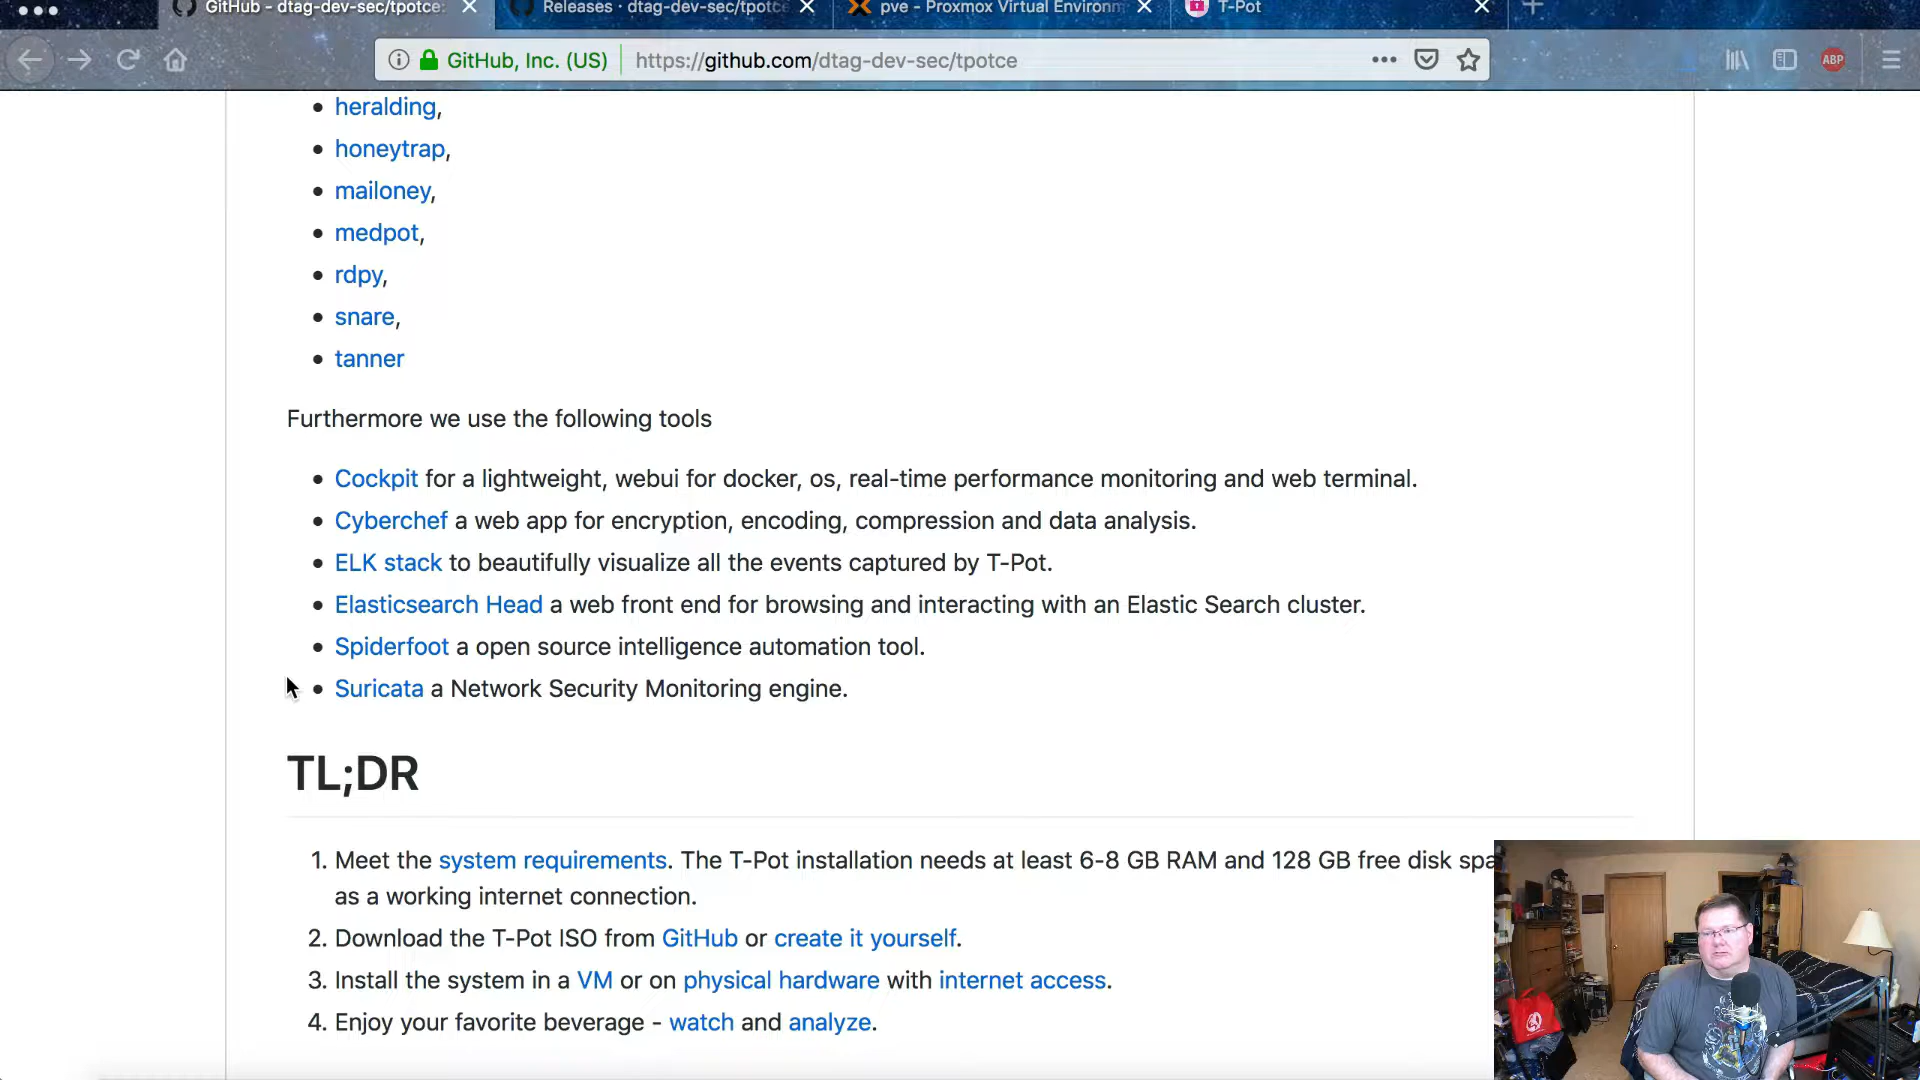 GitHub - dtag-dev-sec/tpotce:
Releases · dtag-dev-sec/tpotce
pve - Proxmox Virtual Environm
T-Pot
GitHub, Inc. (US)
https://github.com/dtag-dev-sec/tpotce
ABP
heralding,
honeytrap,
mailoney,
medpot,
rdpy,
snare,
tanner
Furthermore we use the following tools
Cockpit for a lightweight, webui for docker, os, real-time performance monitoring and web terminal.
Cyberchef a web app for encryption, encoding, compression and data analysis.
ELK stack to beautifully visualize all the events captured by T-Pot.
Elasticsearch Head a web front end for browsing and interacting with an Elastic Search cluster.
Spiderfoot a open source intelligence automation tool.
Suricata a Network Security Monitoring engine.
TL;DR
1. Meet the system requirements. The T-Pot installation needs at least 6-8 GB RAM and 128 GB free disk spa
as a working internet connection.
2. Download the T-Pot ISO from GitHub or create it yourself.
3. Install the system in a VM or on physical hardware with internet access.
4. Enjoy your favorite beverage - watch and analyze.